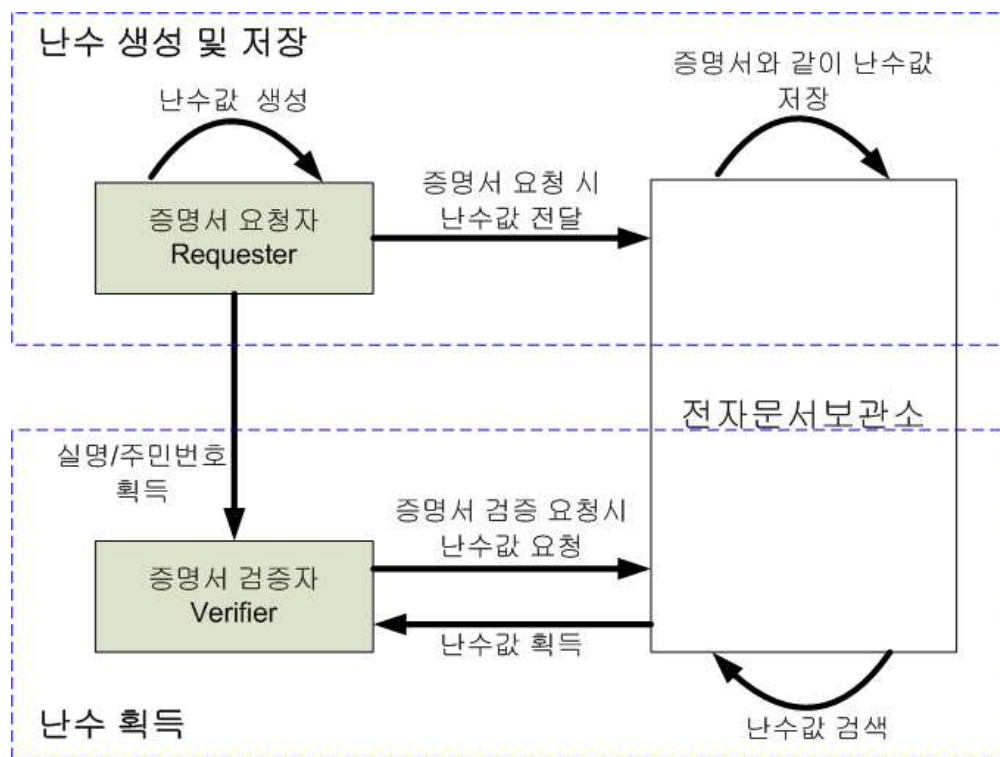 난수 생성 및 저장
난수값 생성
증명서와 같이 난수값
저장
증명서 요청자
Requester
증명서 요청 시
난수값 전달
전자문서보관소
실명/주민번호
획득
증명서 검증자
Verifier
증명서 검증 요청시
난수값 요청
난수값 획득
난수 획득
난수값 검색